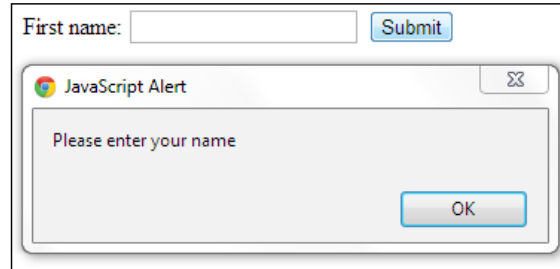 First name: Submit
JavaScript Alert
Please enter your name
OK